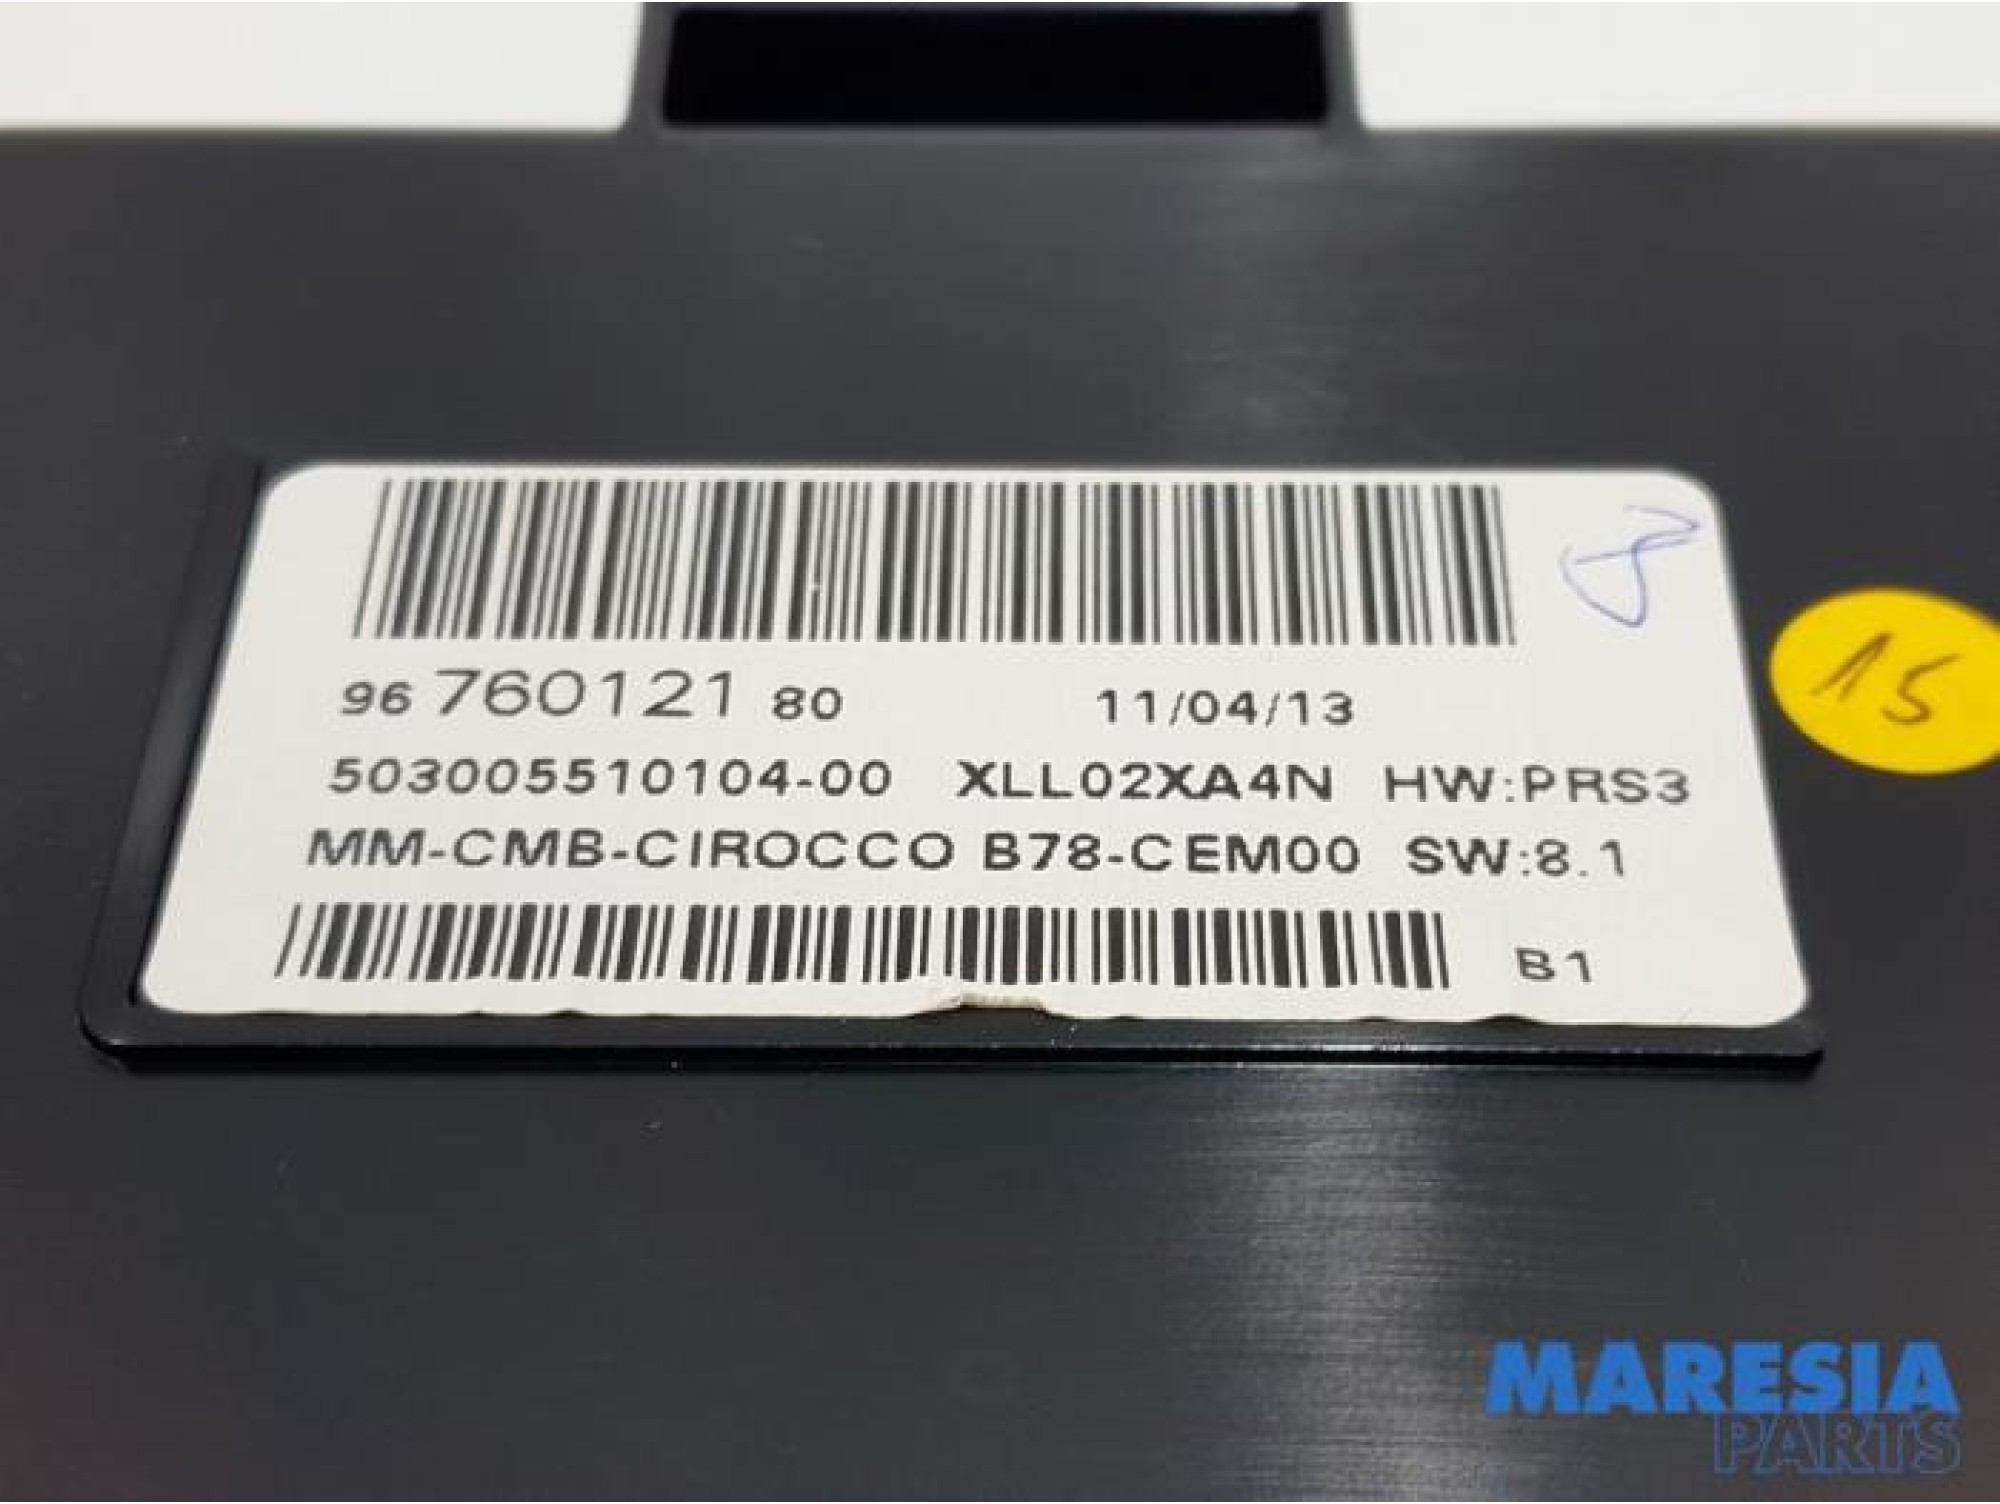 8
96 760121 80 11/04/13
15
503005510104-00 XLL02XA4N HW:PRS3
MM-CMB-CIROCCO B78-CEM00 SW:8.1
B1
MARESIA
PARTS